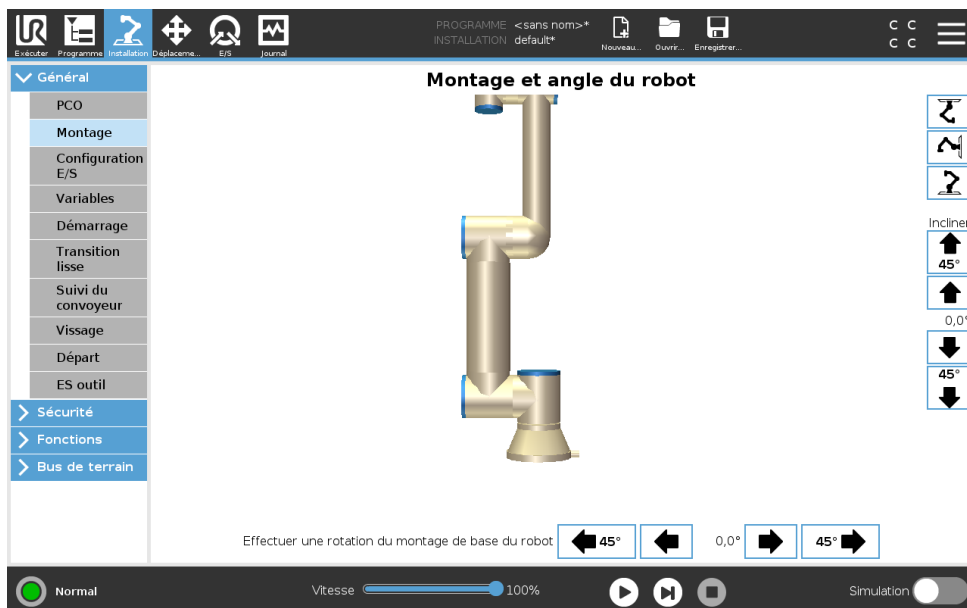 UR
Exécuter
Programme
Installation
Déplaceme...
E/S
Journal
PROGRAMME <sans nom>*
INSTALLATION default*
Nouveau...
Ouvrir...
Enregistrer...
C C
C C
Général
PCO
Montage
Configuration
E/S
Variables
Démarrage
Transition
lisse
Suivi du
convoyeur
Vissage
Départ
ES outil
Sécurité
Fonctions
Bus de terrain
Montage et angle du robot
Incliner
45°
0,0°
45°
Effectuer une rotation du montage de base du robot
45°
0,0°
45°
Normal
Vitesse
100%
Simulation